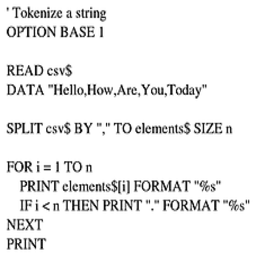 ' Tokenize a string
OPTION BASE 1
READ csv$
DATA "Hello,How,Are,You,Today"
SPLIT csv$ BY "," TO elements$ SIZE n
FOR i = 1 TO n
PRINT elements$[i] FORMAT "%s"
IF i < n THEN PRINT "." FORMAT "%s"
NEXT
PRINT